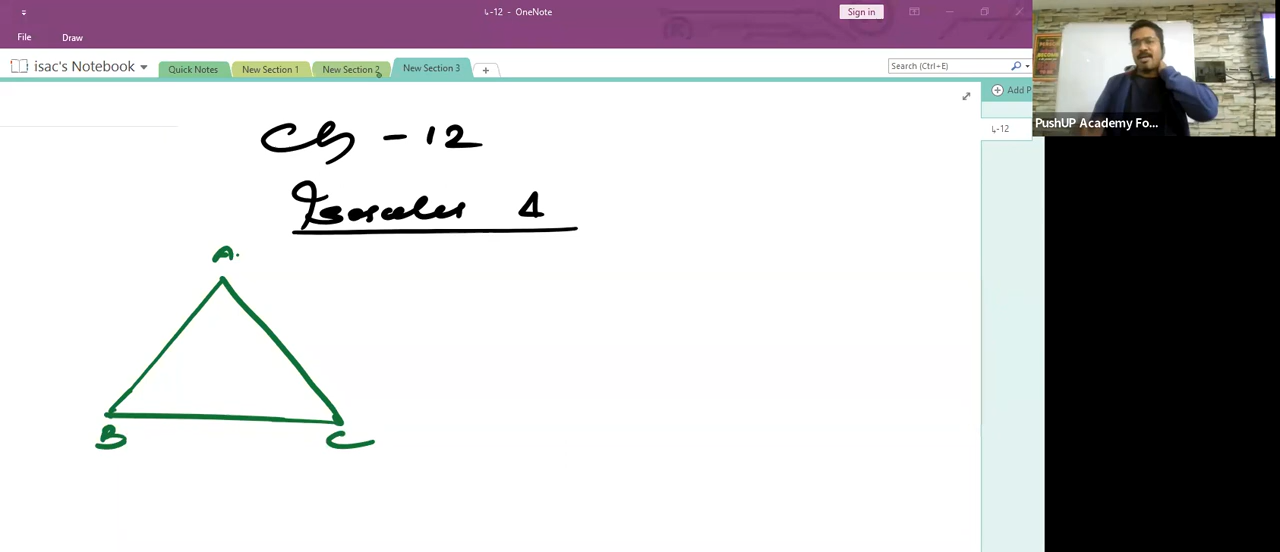 ㄣ-12 - OneNote
Sign in
File
Draw
isac's Notebook
Quick Notes
New Section 1
New Section 2
New Section 3
Search (Ctrl+E)
Add P
ㄣ-12
PushUP Academy Fo...
Ch - 12
Isosceles Δ
A
B
C